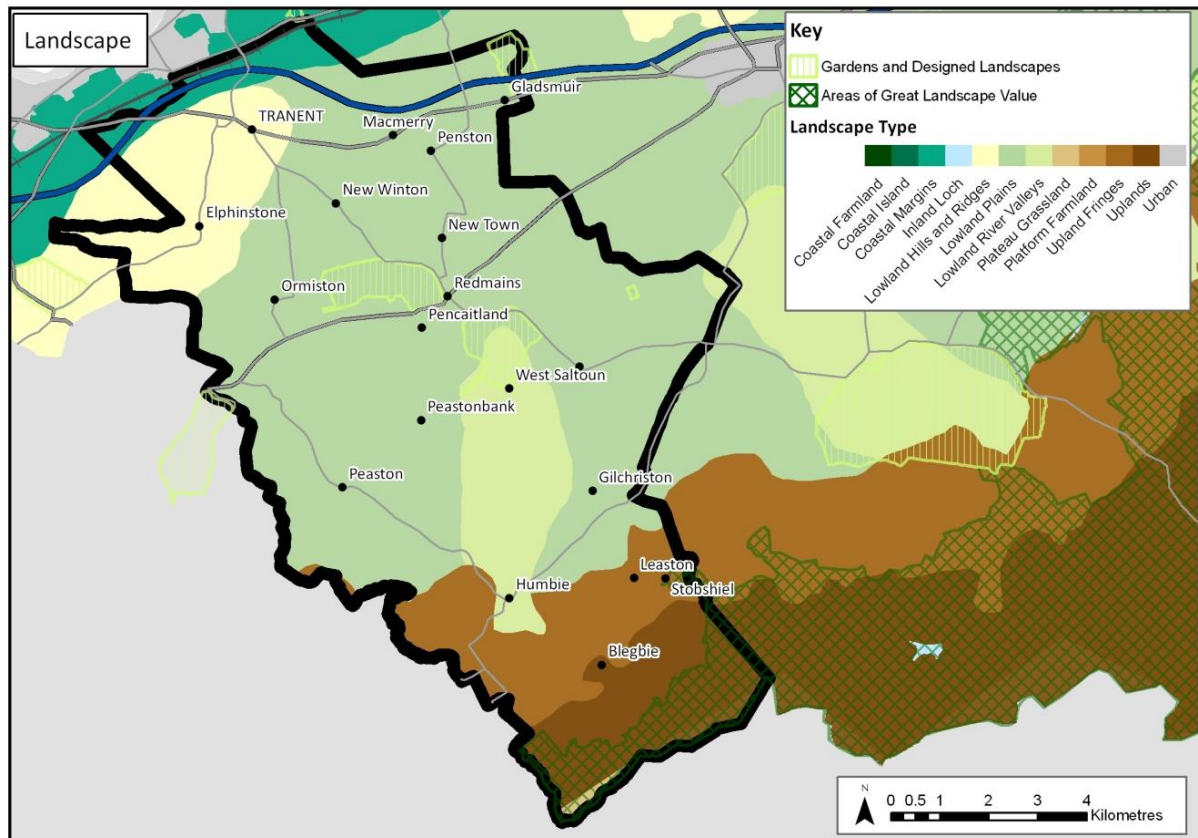 Landscape
Key
Gardens and Designed Landscapes
Areas of Great Landscape Value
Landscape Type
Coastal Farmland
Coastal Island
Coastal Margins
Inland Loch
Lowland Hills and Ridges
Lowland Plains
Lowland River Valleys
Plateau Grassland
Platform Farmland
Upland Fringes
Uplands
Urban
Gladsmuir
TRANENT
Macmerry
Penston
New Winton
Elphinstone
New Town
Ormiston
Redmains
Pencaitland
West Saltoun
Peastonbank
Peaston
Gilchriston
Leaston
Humbie
Stobshiel
Blegbie
N
0 0.5 1 2 3 4
Kilometres